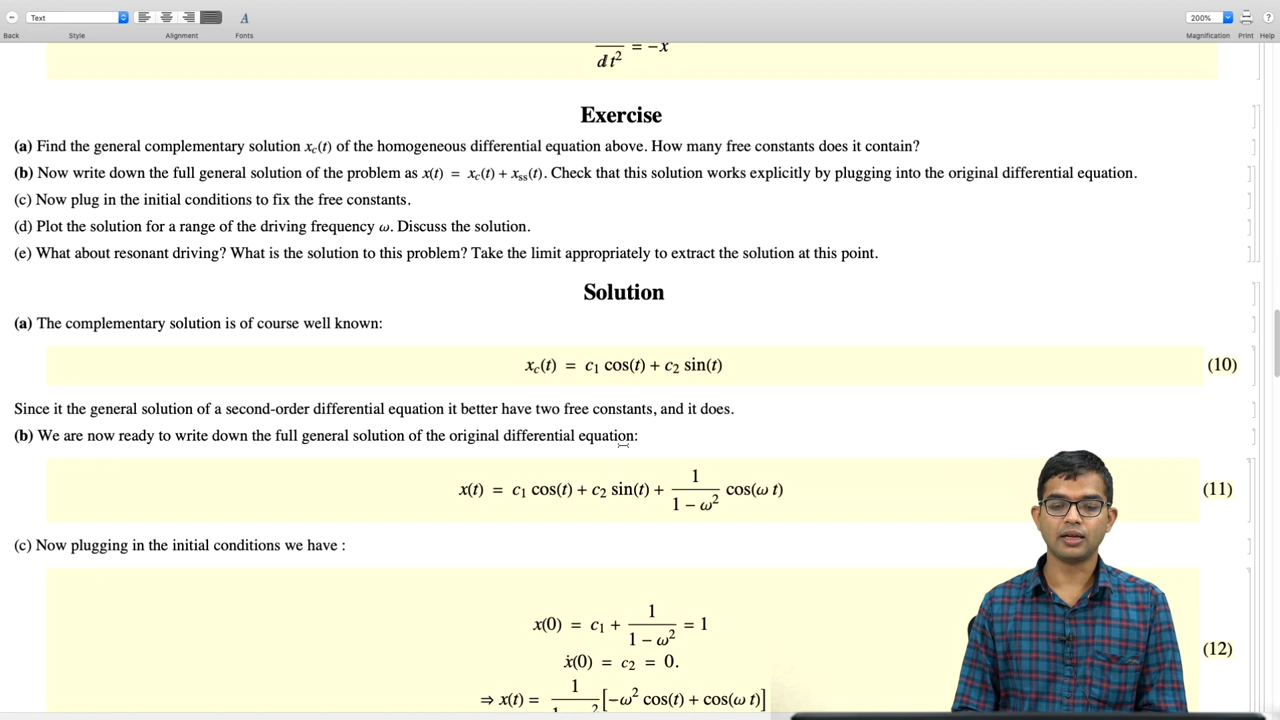 Text
200%
Back
Style
Alignment
Fonts
Magnification
Print
Help
d t² = −x
Exercise
(a) Find the general complementary solution x_c(t) of the homogeneous differential equation above. How many free constants does it contain?
(b) Now write down the full general solution of the problem as x(t) = x_c(t) + x_ss(t). Check that this solution works explicitly by plugging into the original differential equation.
(c) Now plug in the initial conditions to fix the free constants.
(d) Plot the solution for a range of the driving frequency ω. Discuss the solution.
(e) What about resonant driving? What is the solution to this problem? Take the limit appropriately to extract the solution at this point.
Solution
(a) The complementary solution is of course well known:
x_c(t) = c₁ cos(t) + c₂ sin(t) (10)
Since it the general solution of a second-order differential equation it better have two free constants, and it does.
(b) We are now ready to write down the full general solution of the original differential equation:
x(t) = c₁ cos(t) + c₂ sin(t) + 1/(1 − ω²) cos(ω t) (11)
(c) Now plugging in the initial conditions we have :
x(0) = c₁ + 1/(1 − ω²) = 1
ẋ(0) = c₂ = 0. (12)
⇒ x(t) = 1/(1 − ω²) [−ω² cos(t) + cos(ω t)]